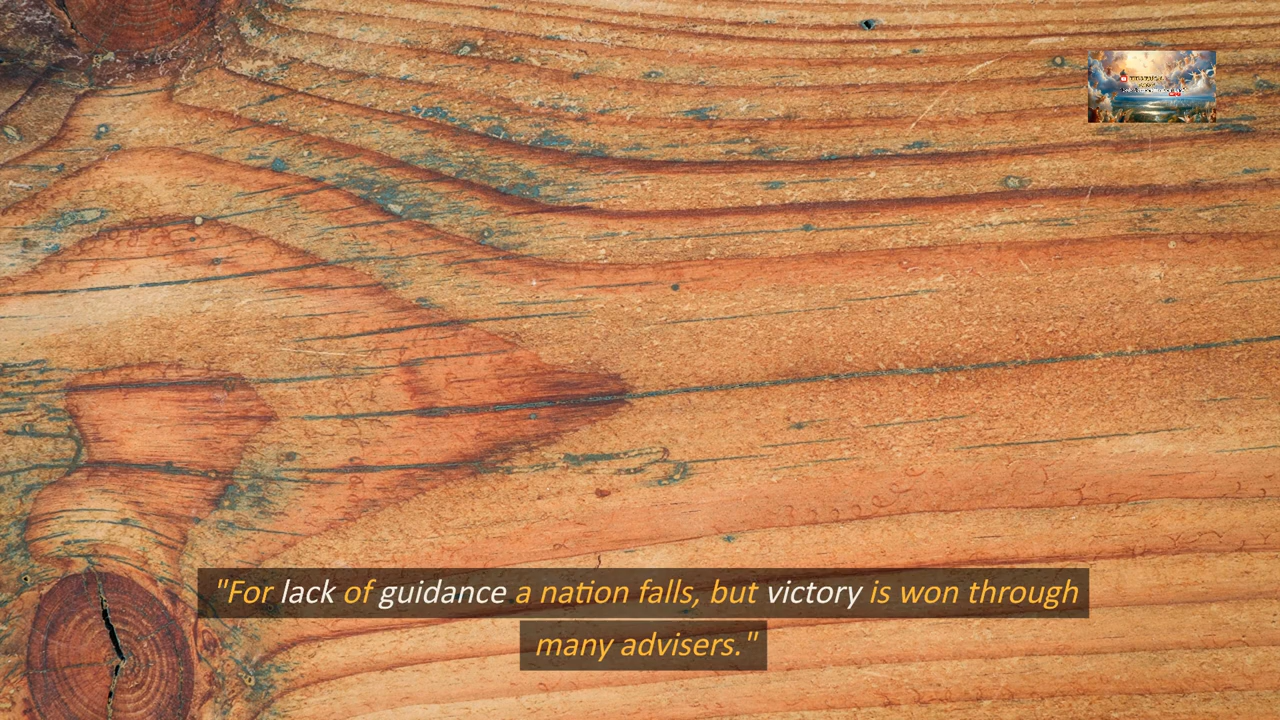 "For lack of guidance a nation falls, but victory is won through
many advisers."